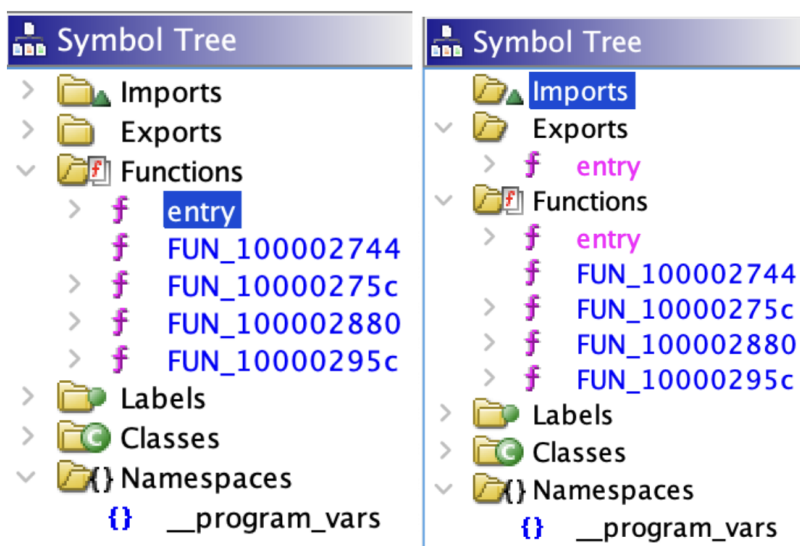 Symbol Tree
Imports
Exports
Functions
entry
FUN_100002744
FUN_10000275c
FUN_100002880
FUN_10000295c
Labels
Classes
Namespaces
__program_vars
Symbol Tree
Imports
Exports
entry
Functions
entry
FUN_100002744
FUN_10000275c
FUN_100002880
FUN_10000295c
Labels
Classes
Namespaces
__program_vars